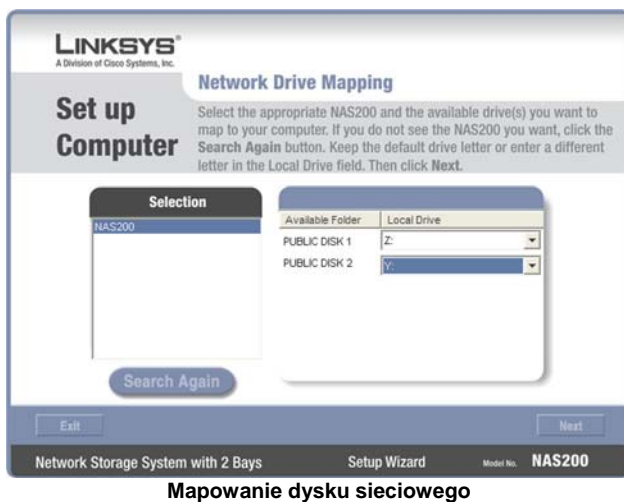 LINKSYS®
A Division of Cisco Systems, Inc.
Network Drive Mapping
Set up
Computer
Select the appropriate NAS200 and the available drive(s) you want to
map to your computer. If you do not see the NAS200 you want, click the
Search Again button. Keep the default drive letter or enter a different
letter in the Local Drive field. Then click Next.
Selection
NAS200
Available Folder Local Drive
PUBLIC DISK 1 Z:
PUBLIC DISK 2 Y:
Search Again
Exit Next
Network Storage System with 2 Bays Setup Wizard Model No. NAS200
Mapowanie dysku sieciowego